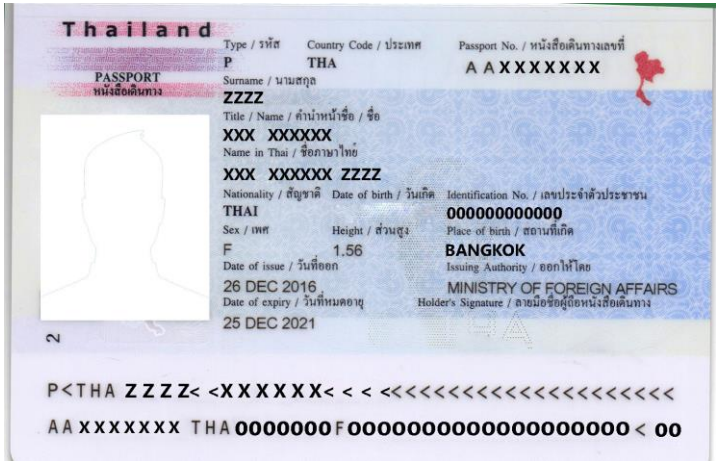 Thailand
Type / รหัส Country Code / ประเทศ Passport No. / หนังสือเดินทางเลขที่
P THA A A X X X X X X X
PASSPORT
หนังสือเดินทาง
Surname / นามสกุล
ZZZZ
Title / Name / คำนำหน้าชื่อ / ชื่อ
XXX XXXXXX
Name in Thai / ชื่อภาษาไทย
XXX XXXXXX ZZZZ
Nationality / สัญชาติ Date of birth / วันเกิด Identification No. / เลขประจำตัวประชาชน
THAI 000000000000
Sex / เพศ Height / ส่วนสูง Place of birth / สถานที่เกิด
F 1.56 BANGKOK
Date of issue / วันที่ออก Issuing Authority / ออกให้โดย
26 DEC 2016 MINISTRY OF FOREIGN AFFAIRS
Date of expiry / วันที่หมดอายุ Holder's Signature / ลายมือชื่อผู้ถือหนังสือเดินทาง
25 DEC 2021
2
P<THA ZZZZ< <XXXXXX< < < <<<<<<<<<<<<<<<<<<<<<
AA XXXXXXX THA 0000000 F 0000000000000000000000 < 00